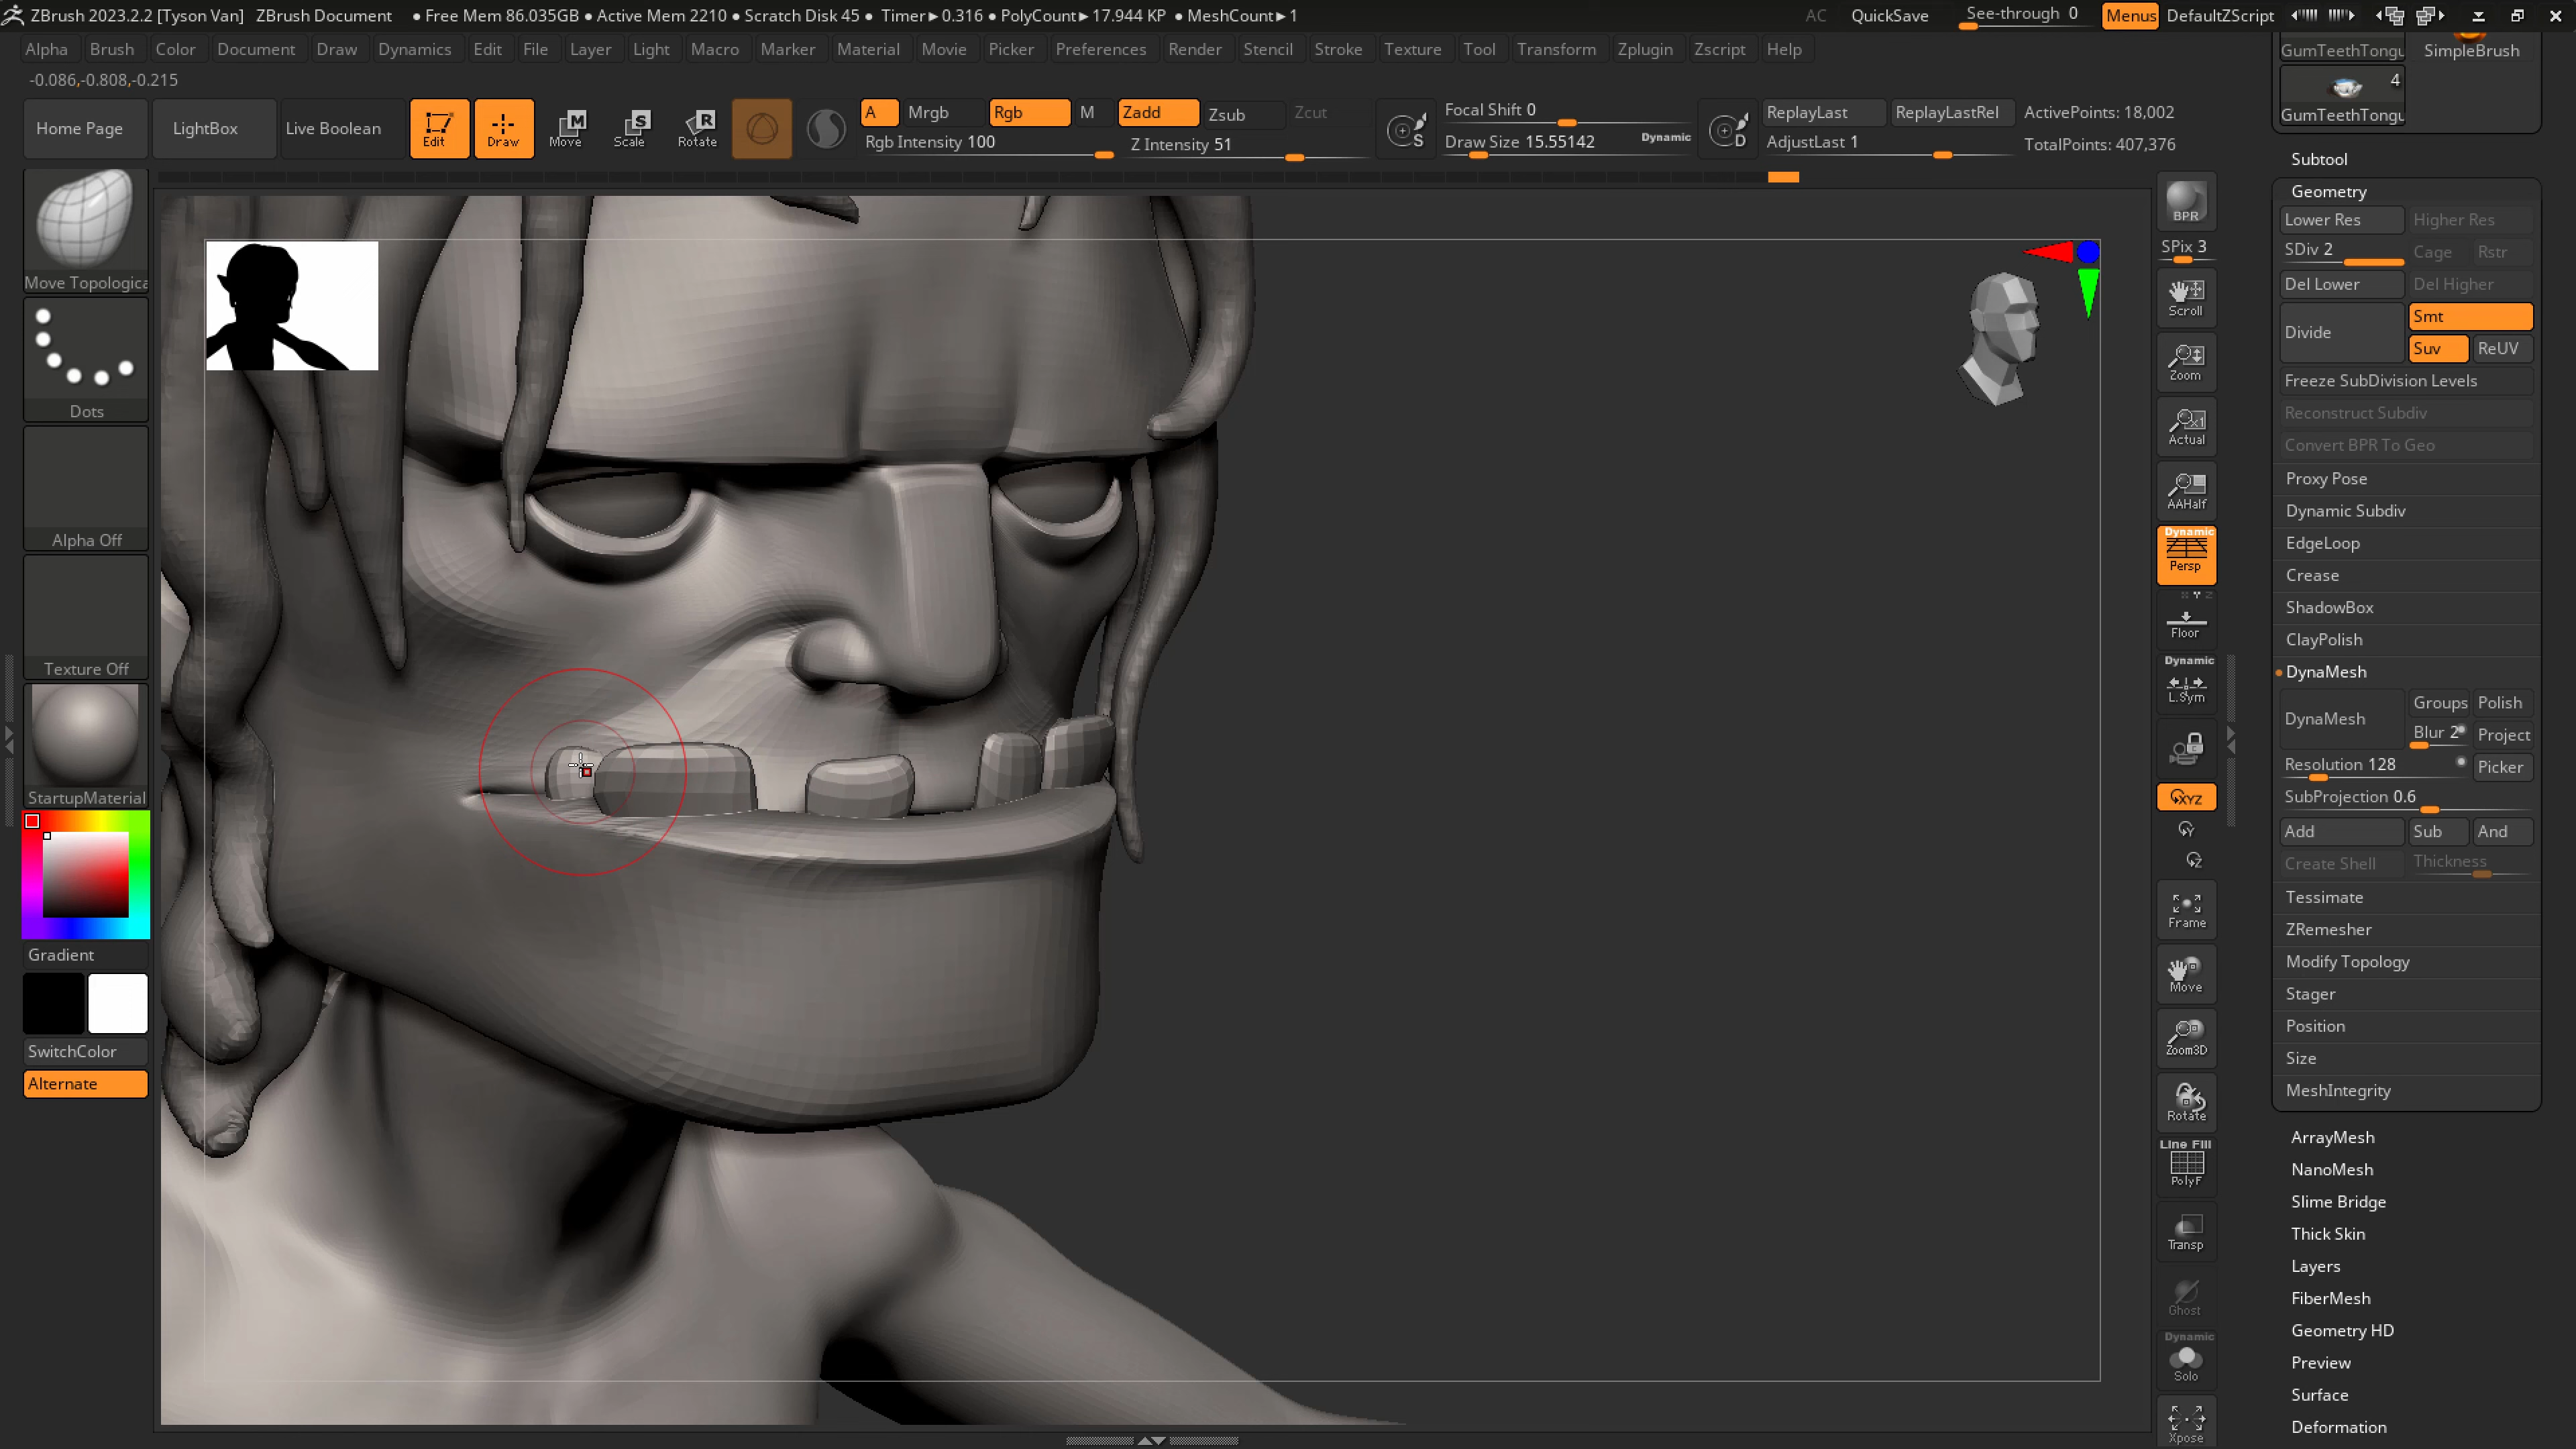 ZBrush 2023.2.2 [Tyson Van] ZBrush Document ● Free Mem 86.035GB ● Active Mem 2210 ● Scratch Disk 45 ● Timer▸0.316 ● PolyCount▸17.944 KP ● MeshCount▸1 AC QuickSave See-through 0 Menus DefaultZScript
Alpha Brush Color Document Draw Dynamics Edit File Layer Light Macro Marker Material Movie Picker Preferences Render Stencil Stroke Texture Tool Transform Zplugin Zscript Help
GumTeethTongu SimpleBrush
-0.086,-0.808,-0.215
4
GumTeethTongu
Home Page LightBox Live Boolean Edit Draw Move Scale Rotate
M S R
A Mrgb Rgb M Zadd Zsub Zcut
Rgb Intensity 100 Z Intensity 51
S Focal Shift 0
Draw Size 15.55142 Dynamic
D ReplayLast ReplayLastRel ActivePoints: 18,002
AdjustLast 1 TotalPoints: 407,376
Move Topologica
Dots
Alpha Off
Texture Off
StartupMaterial
Gradient
SwitchColor
Alternate
BPR
SPix 3
Scroll
Zoom
x1
Actual
AAHalf
Dynamic
Persp
X Y Z
Floor
Dynamic
L.Sym
XYZ
Y
Z
Frame
Move
Zoom3D
Rotate
Line Fill
PolyF
Transp
Ghost
Dynamic
Solo
Xpose
Subtool
Geometry
Lower Res Higher Res
SDiv 2 Cage Rstr
Del Lower Del Higher
Divide Smt
Suv ReUV
Freeze SubDivision Levels
Reconstruct Subdiv
Convert BPR To Geo
Proxy Pose
Dynamic Subdiv
EdgeLoop
Crease
ShadowBox
ClayPolish
DynaMesh
DynaMesh Groups Polish
Blur 2 Project
Resolution 128 Picker
SubProjection 0.6
Add Sub And
Create Shell Thickness
Tessimate
ZRemesher
Modify Topology
Stager
Position
Size
MeshIntegrity
ArrayMesh
NanoMesh
Slime Bridge
Thick Skin
Layers
FiberMesh
Geometry HD
Preview
Surface
Deformation